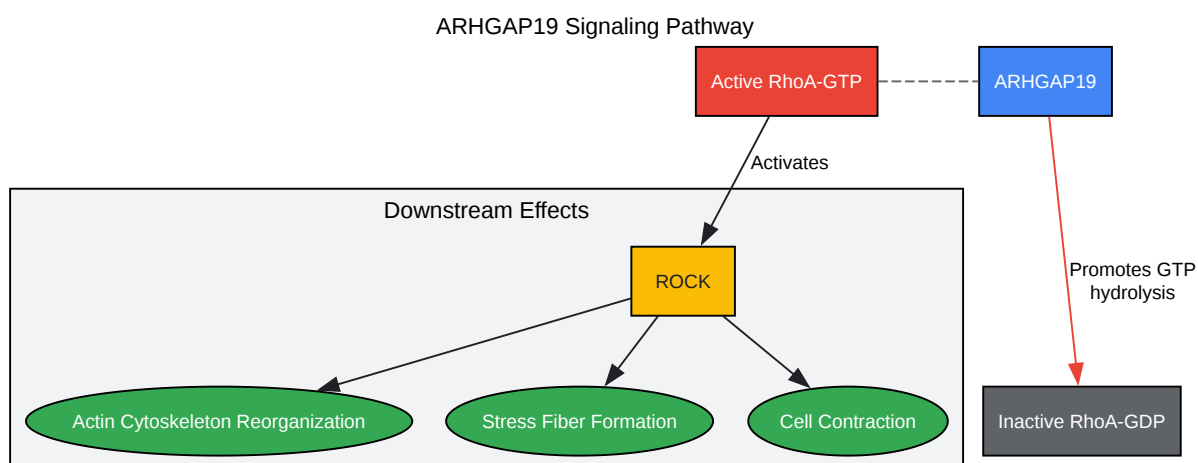 ARHGAP19 Signaling Pathway
Active RhoA-GTP
ARHGAP19
Activates
Downstream Effects
ROCK
Promotes GTP
hydrolysis
Actin Cytoskeleton Reorganization
Stress Fiber Formation
Cell Contraction
Inactive RhoA-GDP